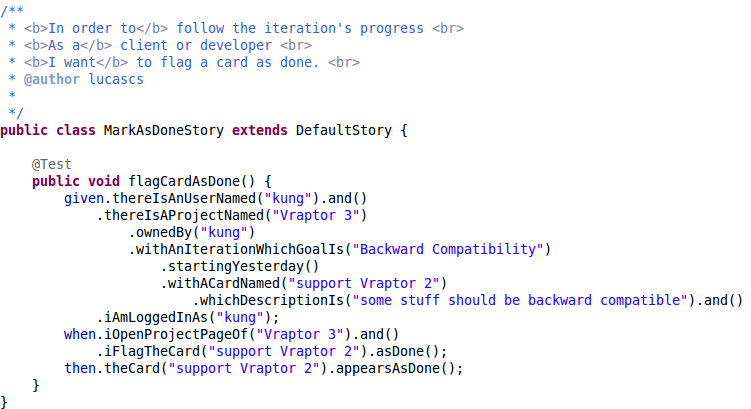 /**
 * <b>In order to</b> follow the iteration's progress <br>
 * <b>As a</b> client or developer <br>
 * <b>I want</b> to flag a card as done. <br>
 * @author lucascs
 *
 */
public class MarkAsDoneStory extends DefaultStory {

    @Test
    public void flagCardAsDone() {
        given.thereIsAnUserNamed("kung").and()
            .thereIsAProjectNamed("Vraptor 3")
                .ownedBy("kung")
                .withAnIterationWhichGoalIs("Backward Compatibility")
                    .startingYesterday()
                    .withACardNamed("support Vraptor 2")
                        .whichDescriptionIs("some stuff should be backward compatible").and()
            .iAmLoggedInAs("kung");
        when.iOpenProjectPageOf("Vraptor 3").and()
            .iFlagTheCard("support Vraptor 2").asDone();
        then.theCard("support Vraptor 2").appearsAsDone();
    }
}